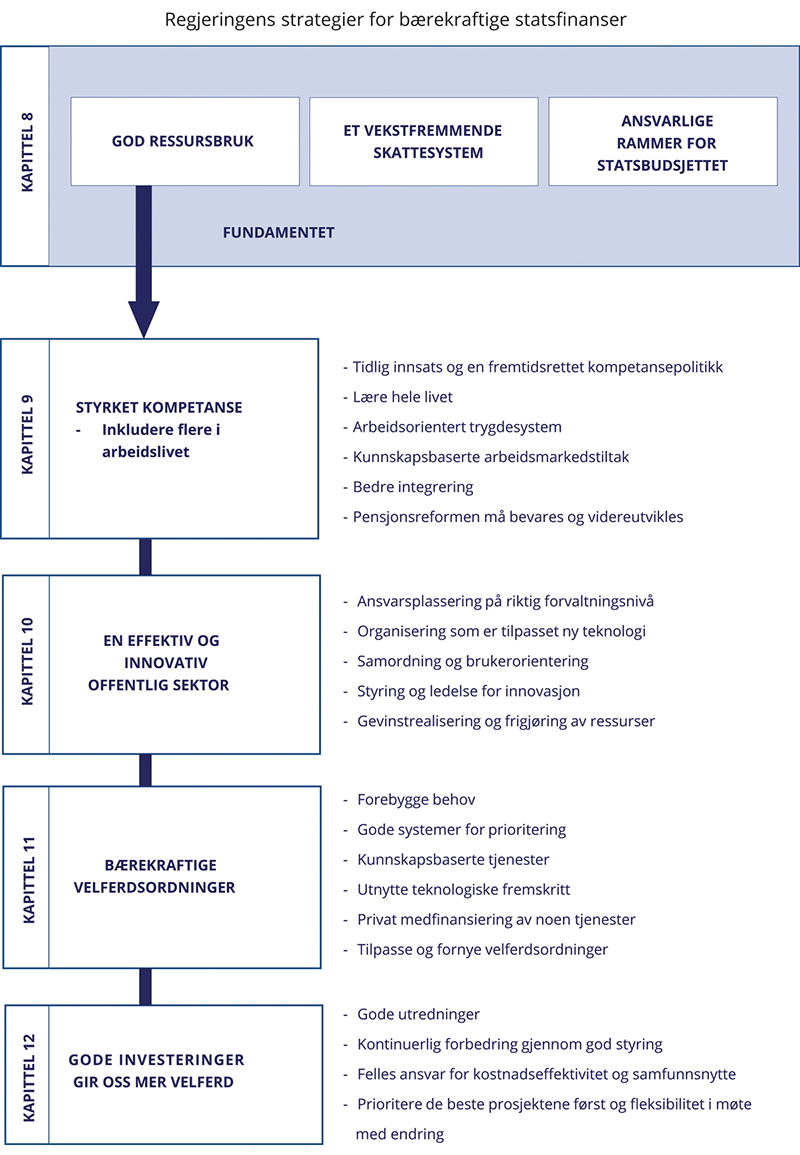 Regjeringens strategier for bærekraftige statsfinanser
KAPITTEL 8
GOD RESSURSBRUK
ET VEKSTFREMMENDE
SKATTESYSTEM
ANSVARLIGE
RAMMER FOR
STATSBUDSJETTET
FUNDAMENTET
KAPITTEL 9
STYRKET KOMPETANSE
- Inkludere flere i
arbeidslivet
- Tidlig innsats og en fremtidsrettet kompetansepolitikk
- Lære hele livet
- Arbeidsorientert trygdesystem
- Kunnskapsbaserte arbeidsmarkedstiltak
- Bedre integrering
- Pensjonsreformen må bevares og videreutvikles
KAPITTEL 10
EN EFFEKTIV OG
INNOVATIV
OFFENTLIG SEKTOR
- Ansvarsplassering på riktig forvaltningsnivå
- Organisering som er tilpasset ny teknologi
- Samordning og brukerorientering
- Styring og ledelse for innovasjon
- Gevinstrealisering og frigjøring av ressurser
KAPITTEL 11
BÆREKRAFTIGE
VELFERDSORDNINGER
- Forebygge behov
- Gode systemer for prioritering
- Kunnskapsbaserte tjenester
- Utnytte teknologiske fremskritt
- Privat medfinansiering av noen tjenester
- Tilpasse og fornye velferdsordninger
KAPITTEL 12
GODE INVESTERINGER
GIR OSS MER VELFERD
- Gode utredninger
- Kontinuerlig forbedring gjennom god styring
- Felles ansvar for kostnadseffektivitet og samfunnsnytte
- Prioritere de beste prosjektene først og fleksibilitet i møte
med endring